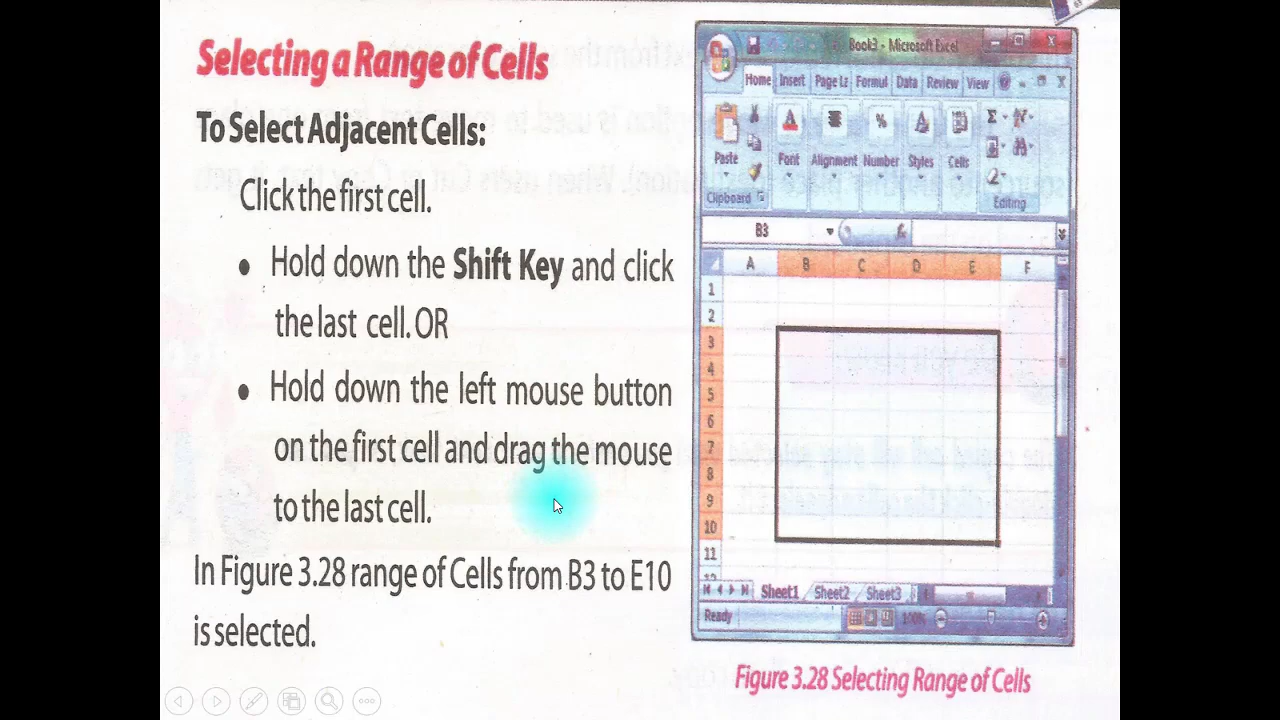 Selecting a Range of Cells
To Select Adjacent Cells:
Click the first cell.
• Hold down the Shift Key and click
the last cell. OR
• Hold down the left mouse button
on the first cell and drag the mouse
to the last cell.
In Figure 3.28 range of Cells from B3 to E10
is selected.
Book3 - Microsoft Excel
Home Insert Page La Formul Data Review View
Paste Font Alignment Number Styles Cells
Clipboard Editing
B3 fx
A B C D E F
1
2
3
4
5
6
7
8
9
10
11
12
Sheet1 Sheet2 Sheet3
Ready 100%
Figure 3.28 Selecting Range of Cells